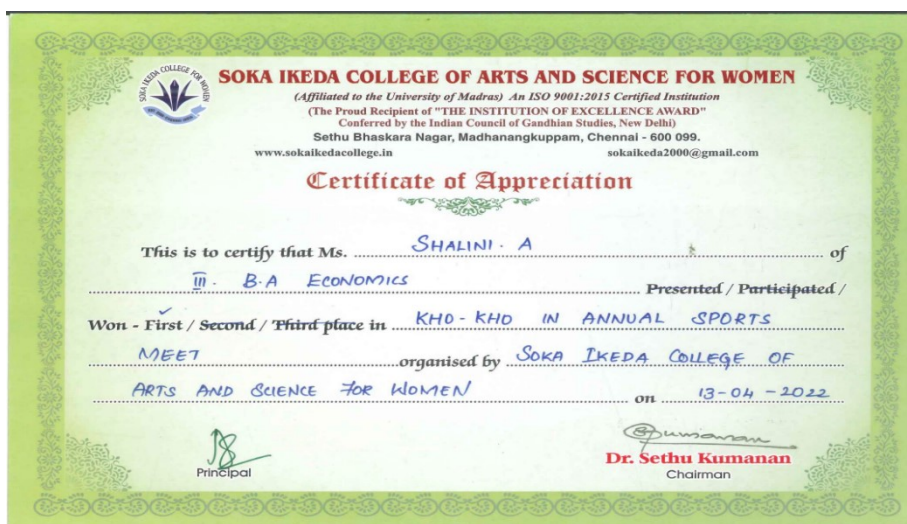 SOKA IKEDA COLLEGE FOR WOMEN
SOKA IKEDA COLLEGE OF ARTS AND SCIENCE FOR WOMEN
(Affiliated to the University of Madras) An ISO 9001:2015 Certified Institution
(The Proud Recipient of "THE INSTITUTION OF EXCELLENCE AWARD"
Conferred by the Indian Council of Gandhian Studies, New Delhi)
Sethu Bhaskara Nagar, Madhanangkuppam, Chennai - 600 099.
www.sokaikedacollege.in sokaikeda2000@gmail.com
Certificate of Appreciation
This is to certify that Ms. SHALINI. A of
III. B.A ECONOMICS Presented / Participated /
Won - First / Second / Third place in KHO-KHO IN ANNUAL SPORTS
MEET organised by SOKA IKEDA COLLEGE OF
ARTS AND SCIENCE FOR WOMEN on 13-04-2022
Principal
Dr. Sethu Kumanan
Chairman